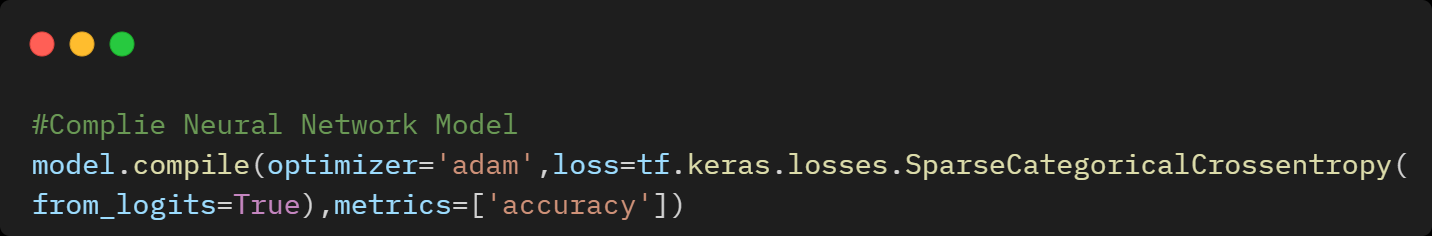 #Complie Neural Network Model
model.compile(optimizer='adam',loss=tf.keras.losses.SparseCategoricalCrossentropy(
from_logits=True),metrics=['accuracy'])